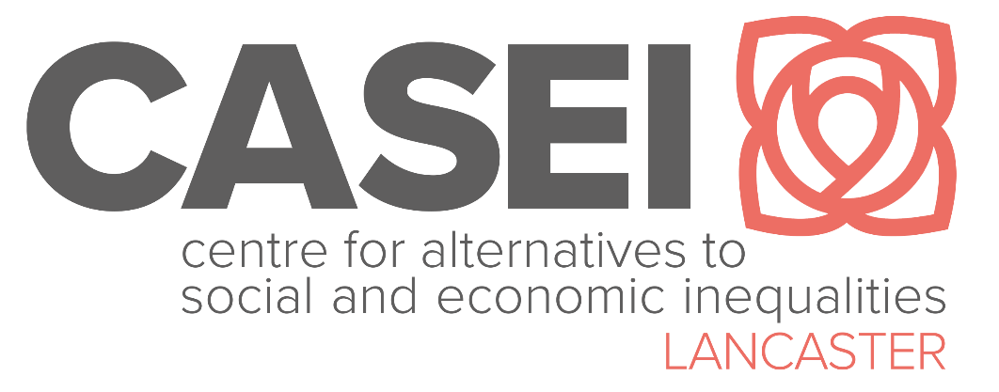 CASEI
centre for alternatives to
social and economic inequalities
LANCASTER